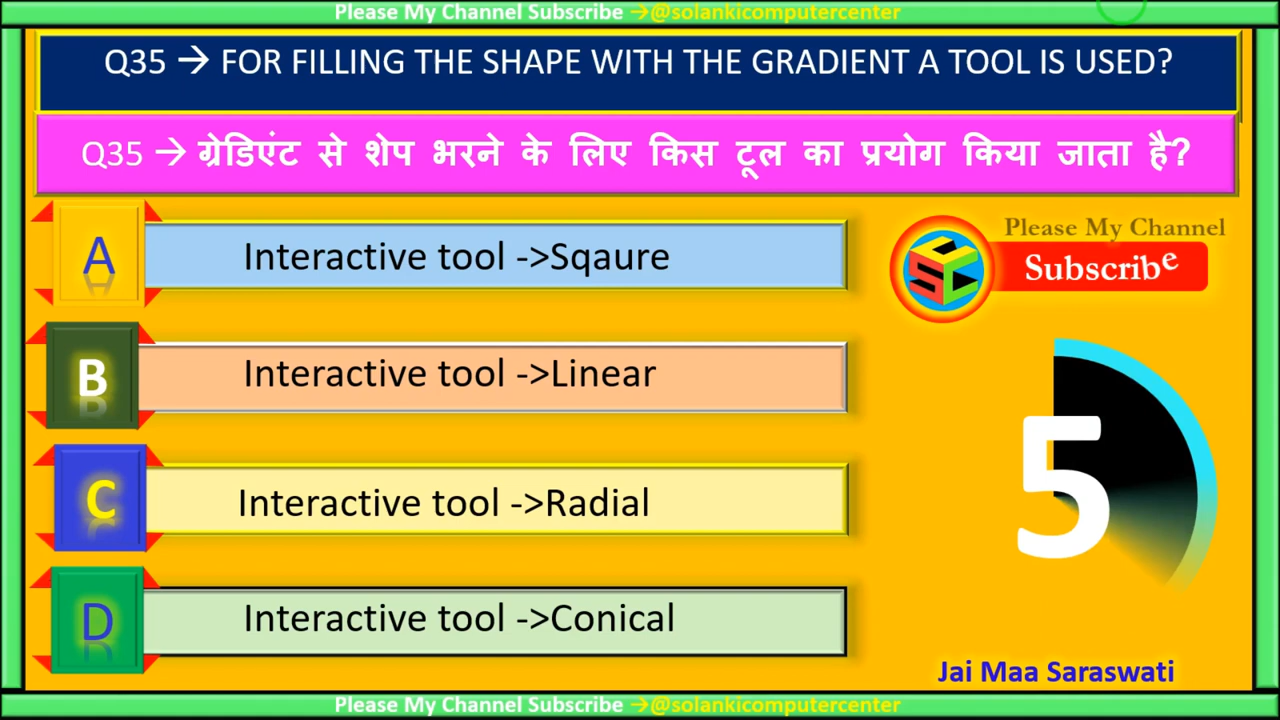 Please My Channel Subscribe →@solankicomputercenter
Q35 → FOR FILLING THE SHAPE WITH THE GRADIENT A TOOL IS USED?
Q35 → ग्रेडिएंट से शेप भरने के लिए किस टूल का प्रयोग किया जाता है?
A Interactive tool ->Sqaure
Please My Channel
SCC
Subscribe
B Interactive tool ->Linear
5
C Interactive tool ->Radial
D Interactive tool ->Conical
Jai Maa Saraswati
Please My Channel Subscribe →@solankicomputercenter